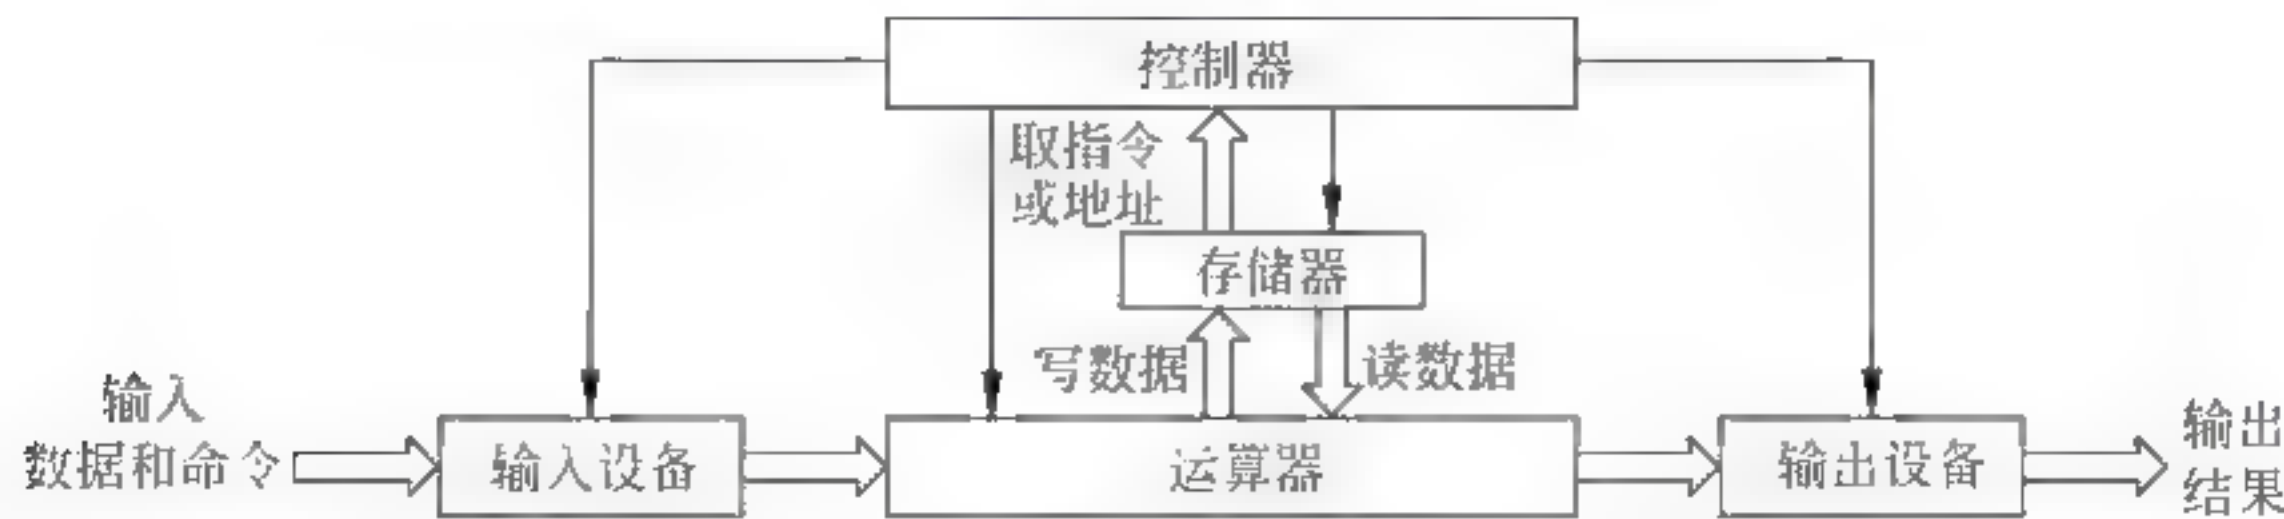 控制器
取指令
或地址
存储器
写数据
读数据
输入
数据和命令
输入设备
运算器
输出设备
输出
结果